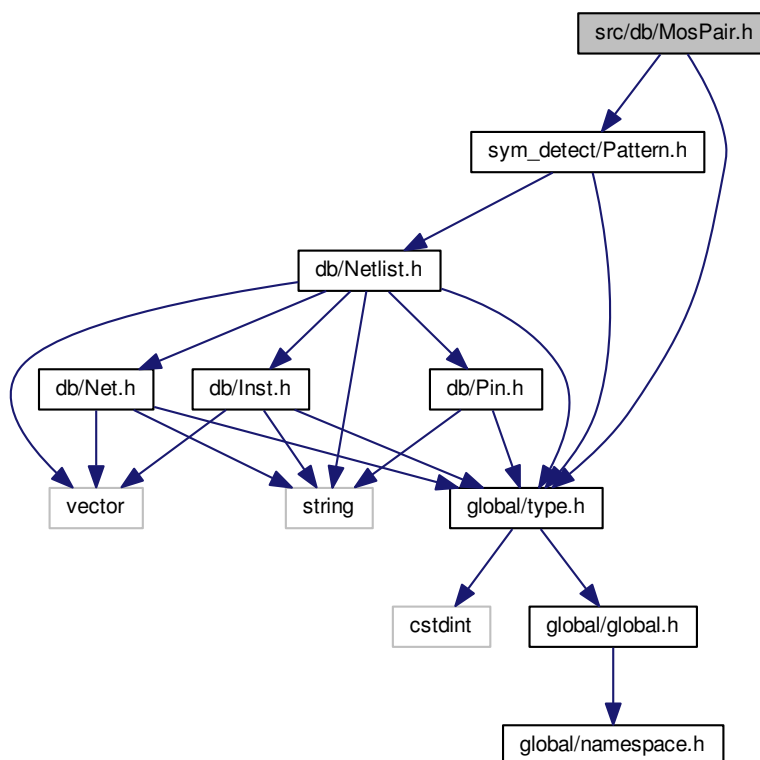 src/db/MosPair.h
sym_detect/Pattern.h
db/Netlist.h
db/Net.h
db/Inst.h
db/Pin.h
vector
string
global/type.h
cstdint
global/global.h
global/namespace.h